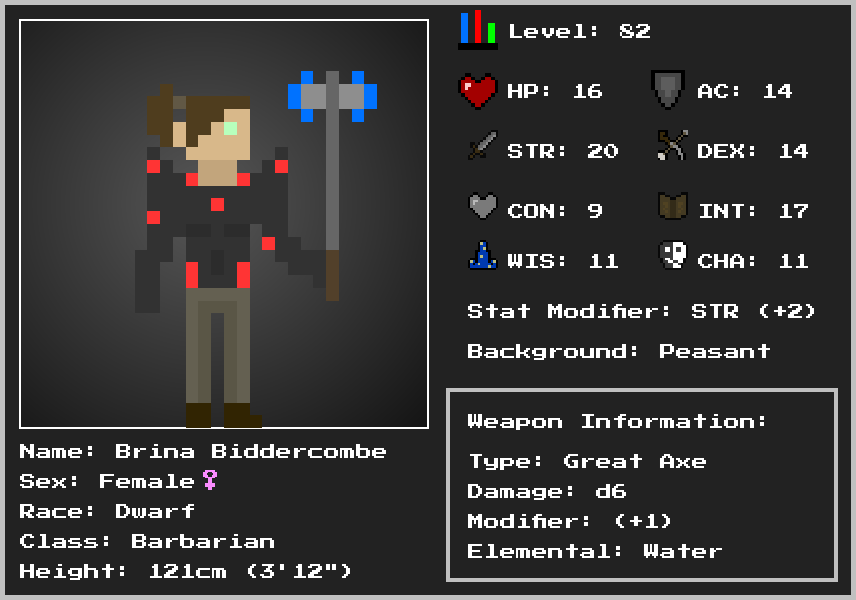 Level: 82
HP: 16
AC: 14
STR: 20
DEX: 14
CON: 9
INT: 17
WIS: 11
CHA: 11
Stat Modifier: STR (+2)
Background: Peasant
Name: Brina Biddercombe
Sex: Female♀
Race: Dwarf
Class: Barbarian
Height: 121cm (3'12")
Weapon Information:
Type: Great Axe
Damage: d6
Modifier: (+1)
Elemental: Water